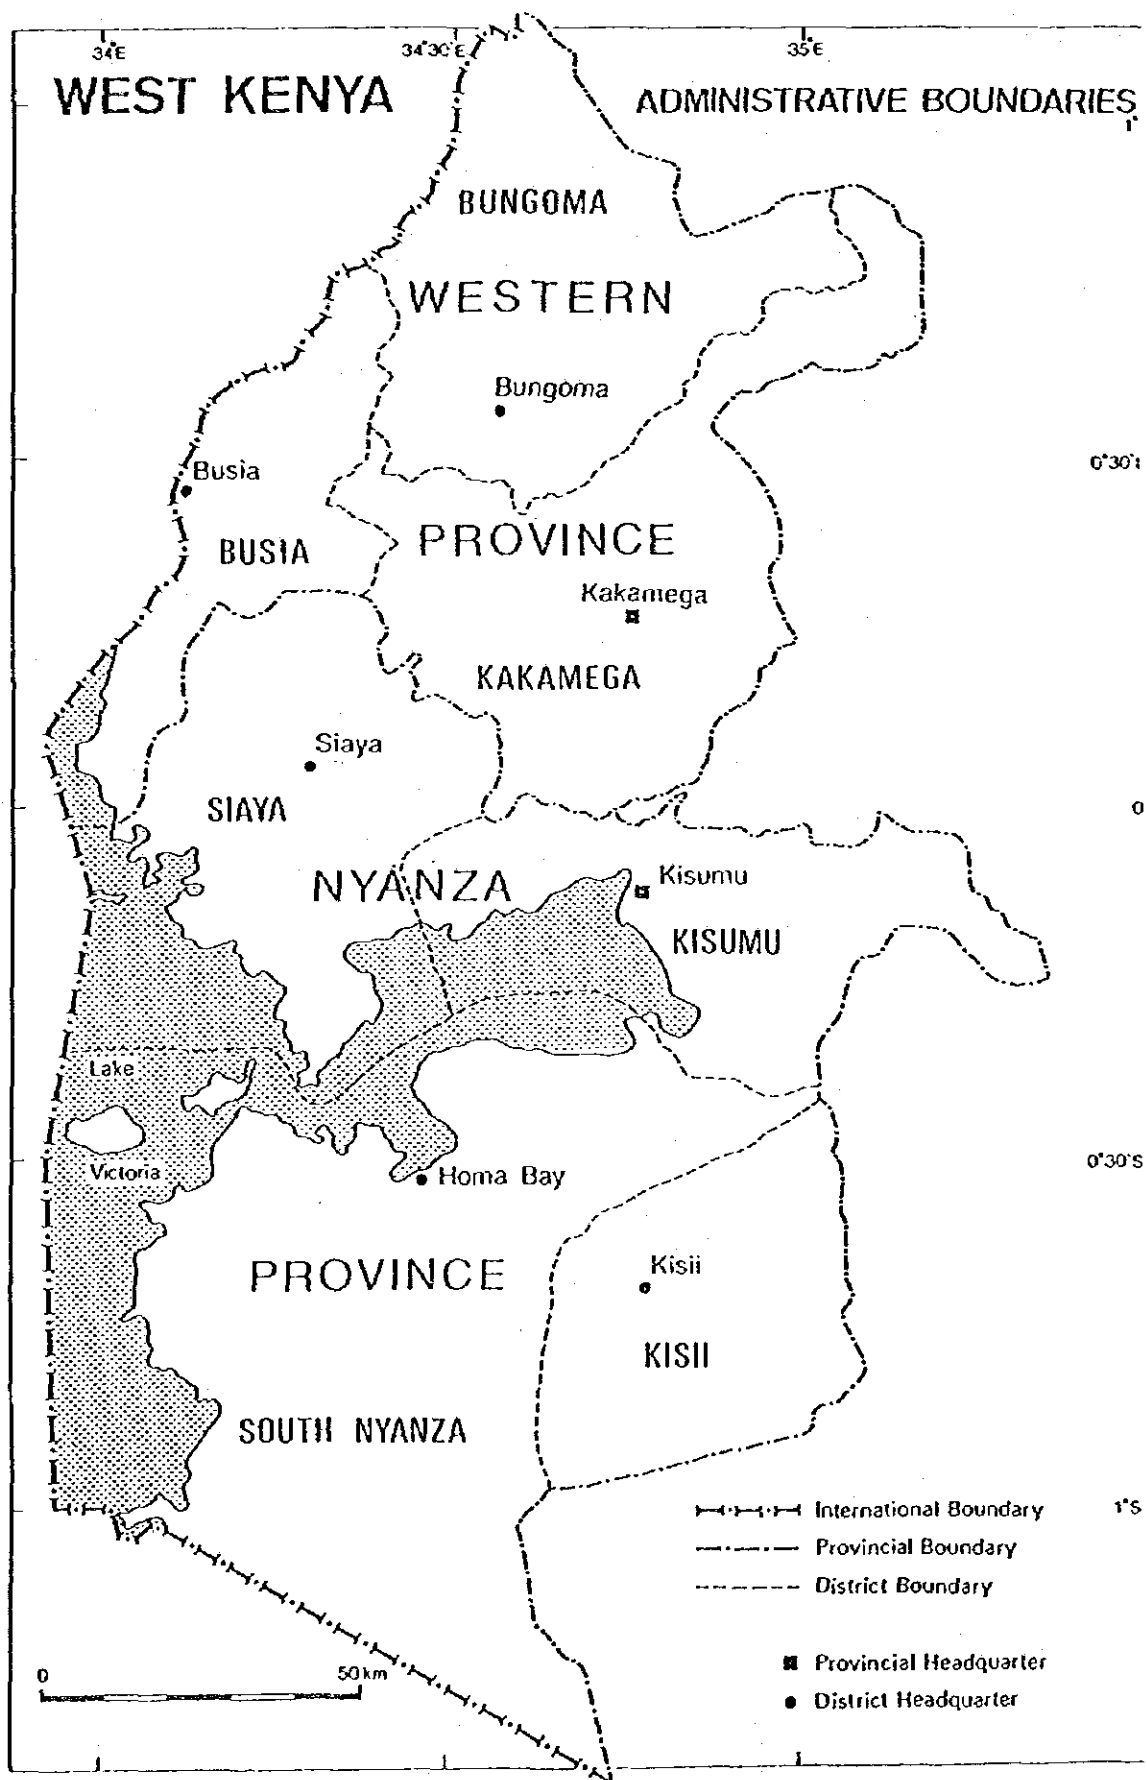 34°E 34°30'E 35°E
WEST KENYA ADMINISTRATIVE BOUNDARIES
1°
BUNGOMA
WESTERN
Bungoma
0°30'
Busia
BUSIA
PROVINCE
Kakamega
KAKAMEGA
Siaya
SIAYA
0
NYANZA
Kisumu
KISUMU
Lake
Victoria
0°30'S
Homa Bay
PROVINCE
Kisii
KISII
SOUTH NYANZA
International Boundary
1°S
Provincial Boundary
District Boundary
0 50 km
Provincial Headquarter
District Headquarter